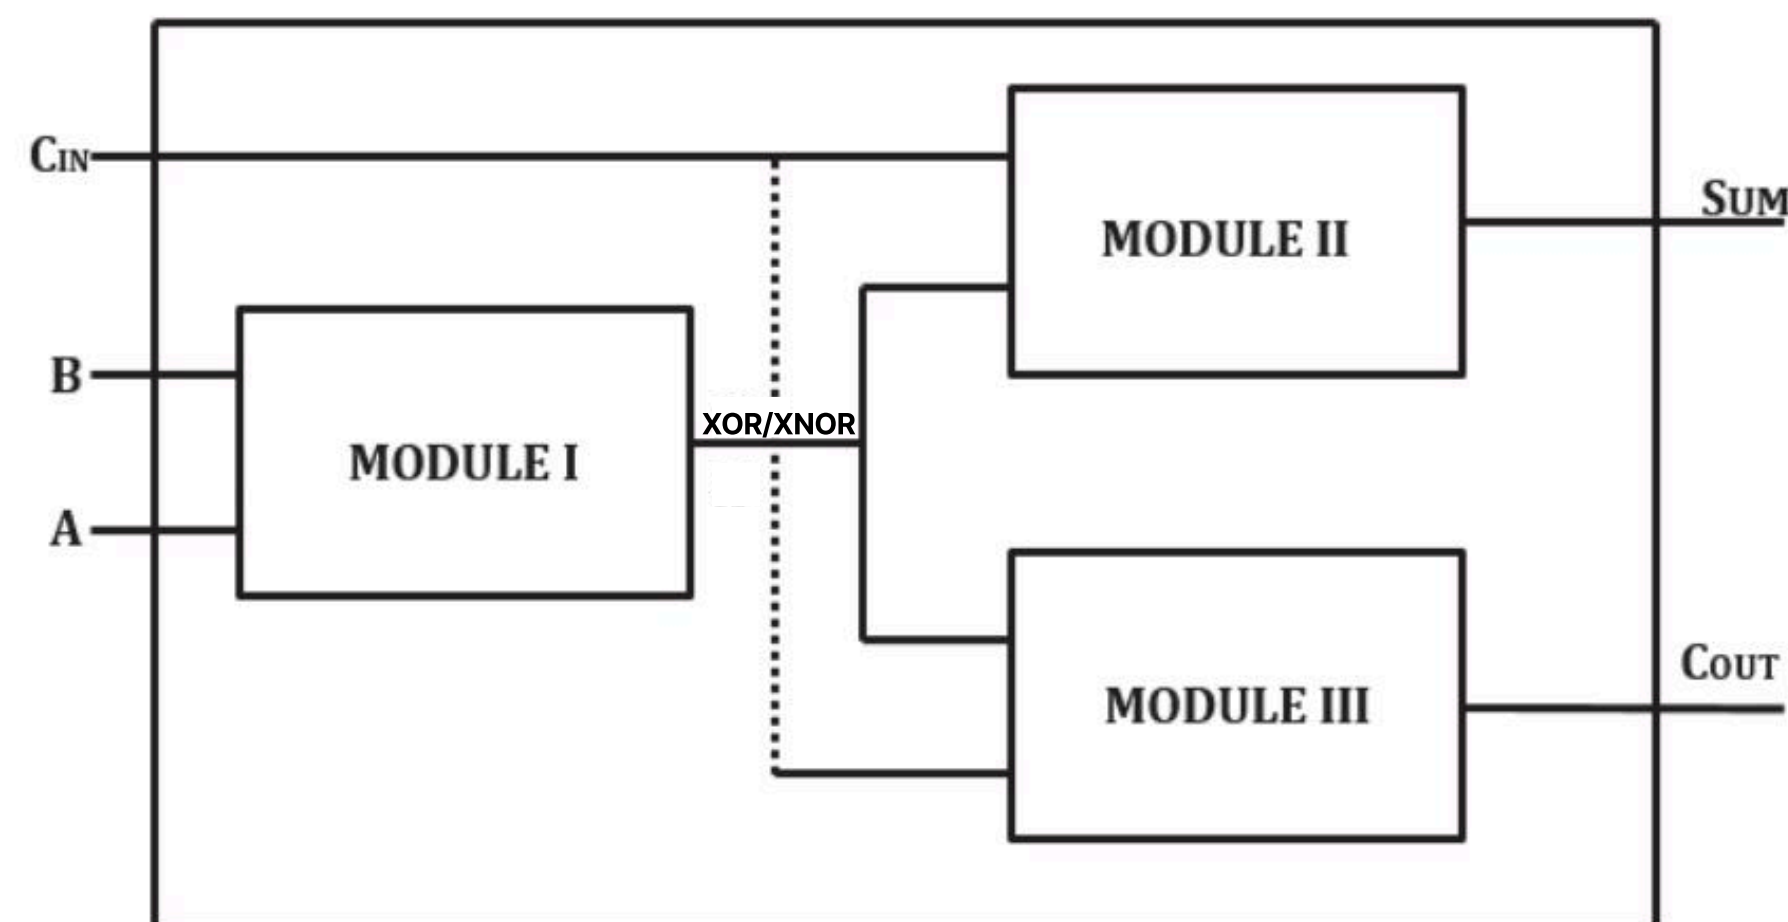 CIN
MODULE II
SUM
B
XOR/XNOR
MODULE I
A
COUT
MODULE III